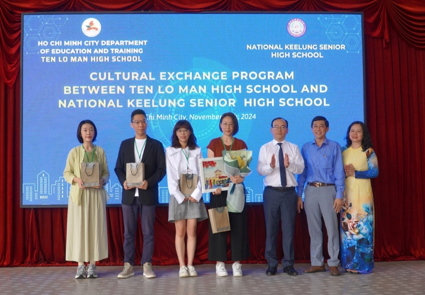 HO CHI MINH CITY DEPARTMENT
OF EDUCATION AND TRAINING
TEN LO MAN HIGH SCHOOL
NATIONAL KEELUNG SENIOR
HIGH SCHOOL
CULTURAL EXCHANGE PROGRAM
BETWEEN TEN LO MAN HIGH SCHOOL AND
NATIONAL KEELUNG SENIOR HIGH SCHOOL
Chi Minh City, November 2024